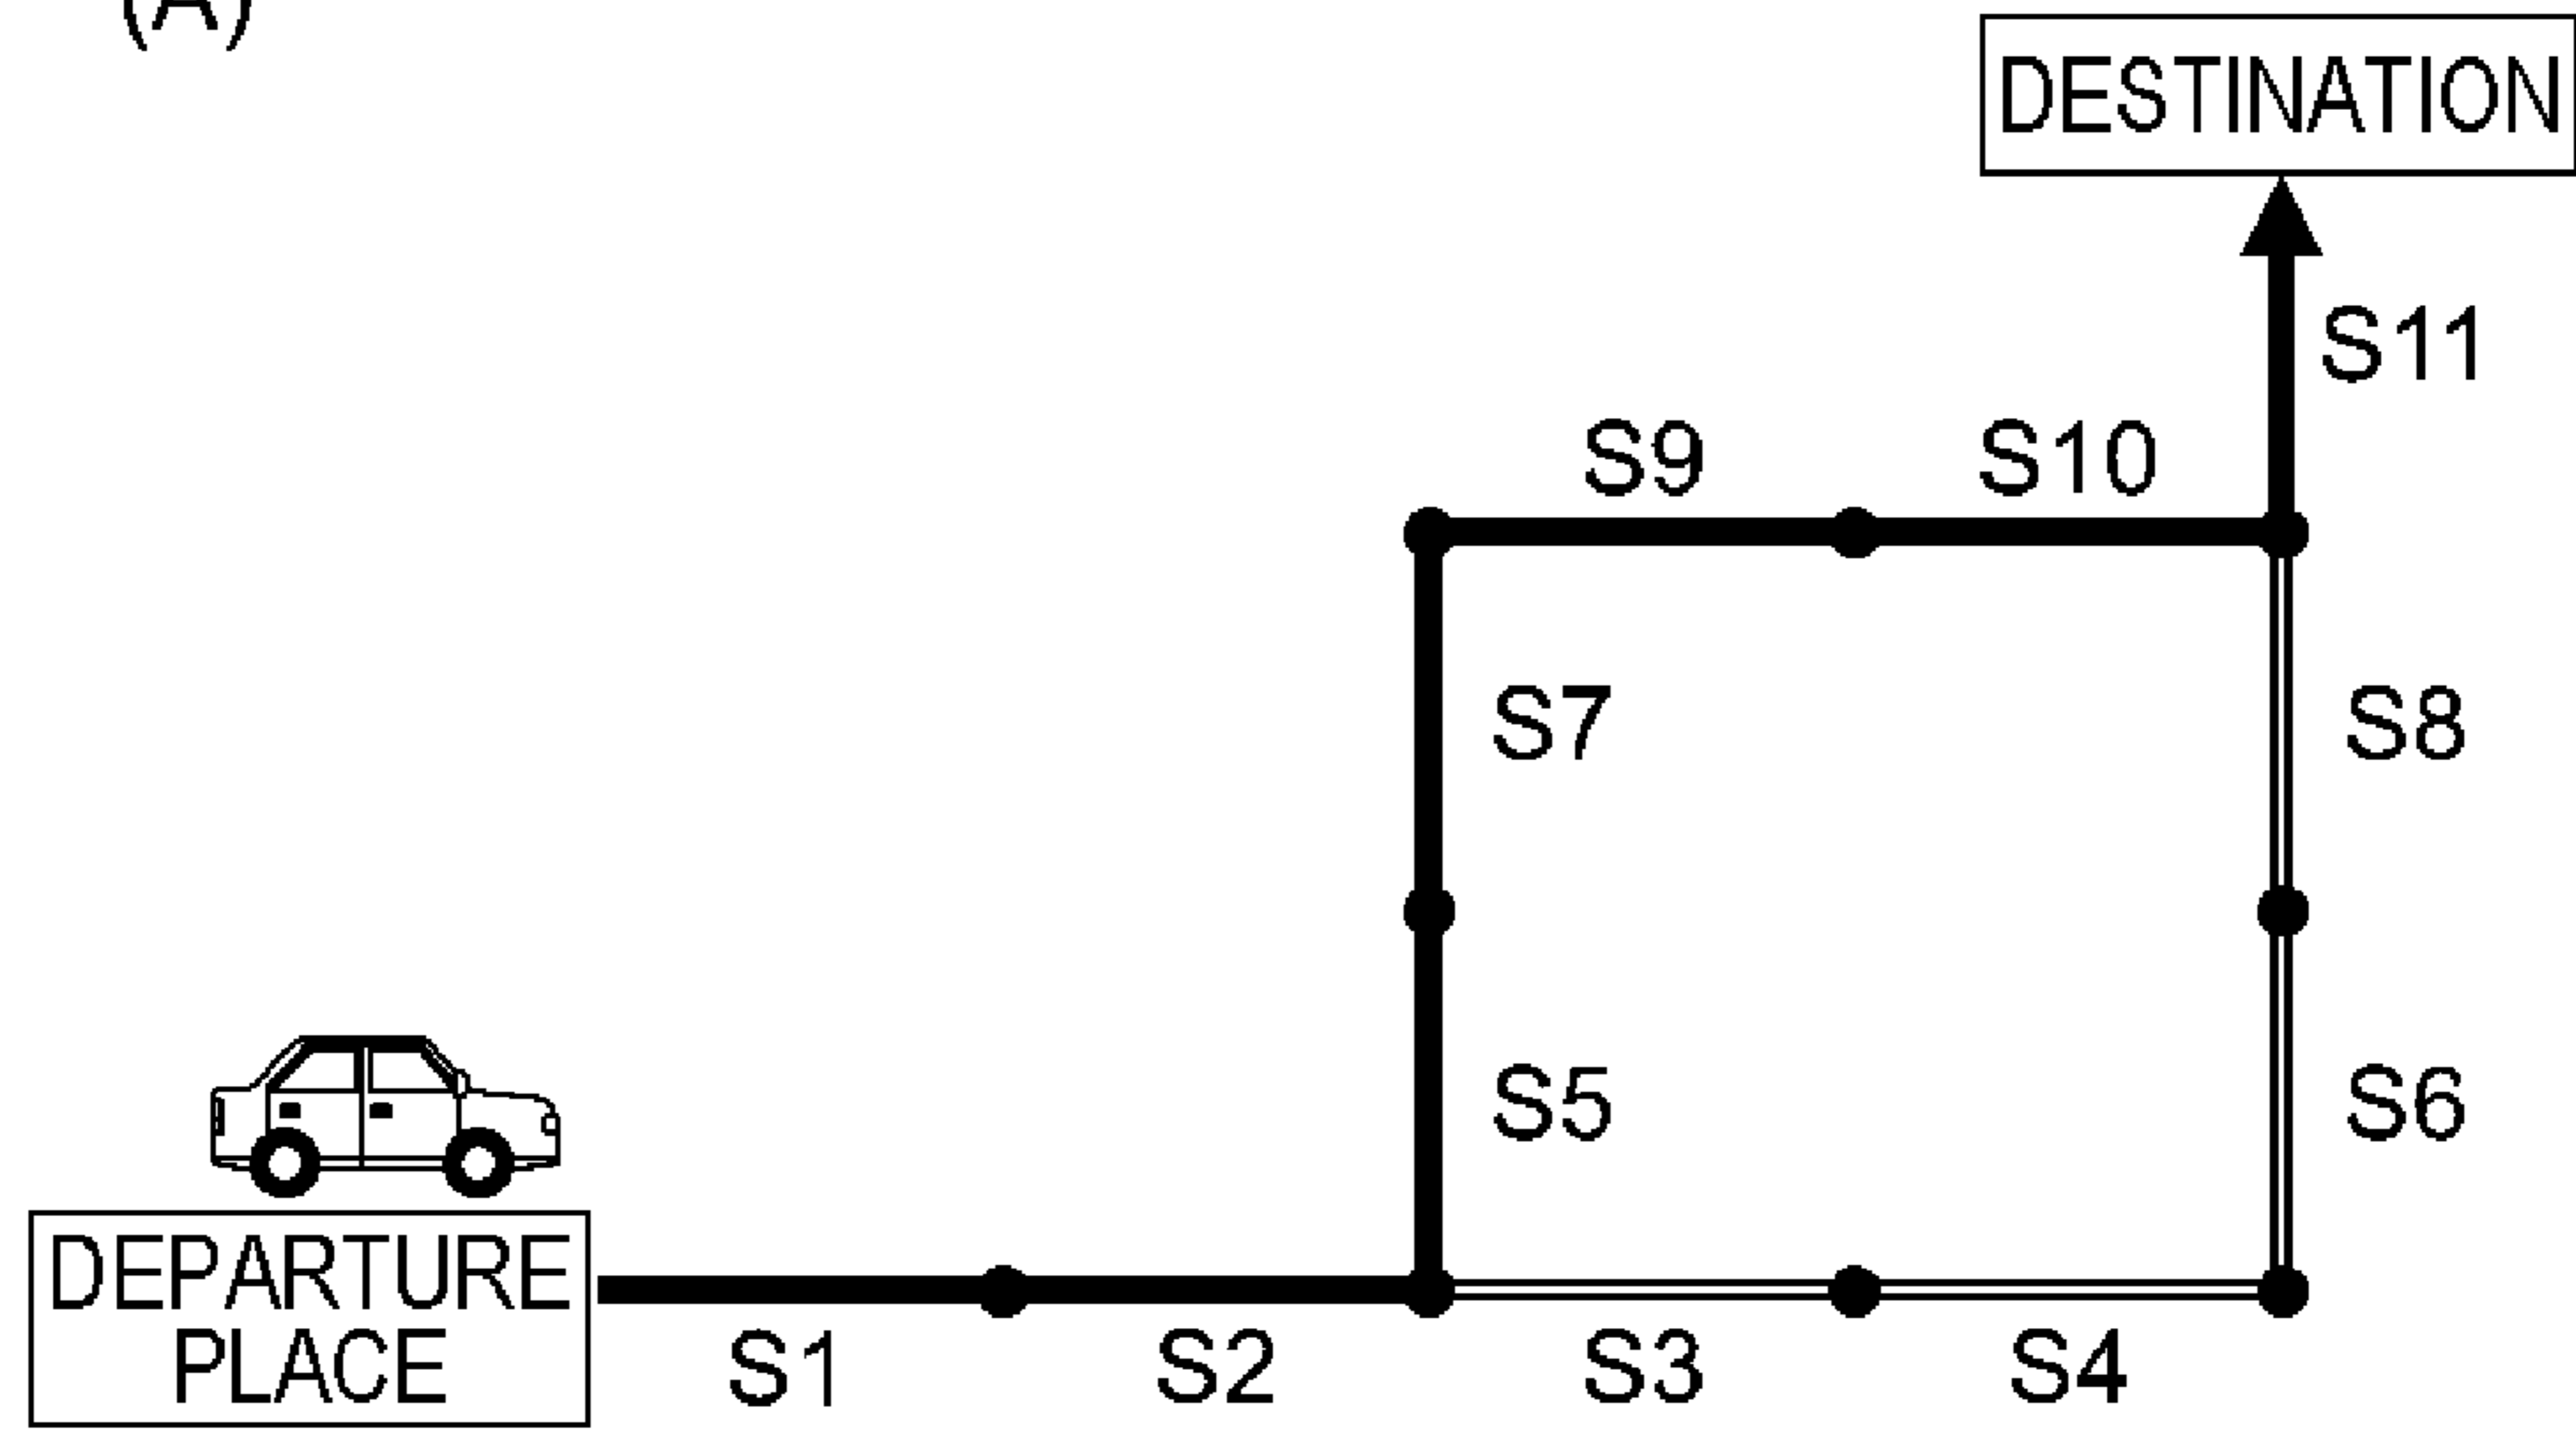 (A)
DESTINATION
S11
S9
S10
S7
S8
S5
S6
DEPARTURE
PLACE
S1
S2
S3
S4